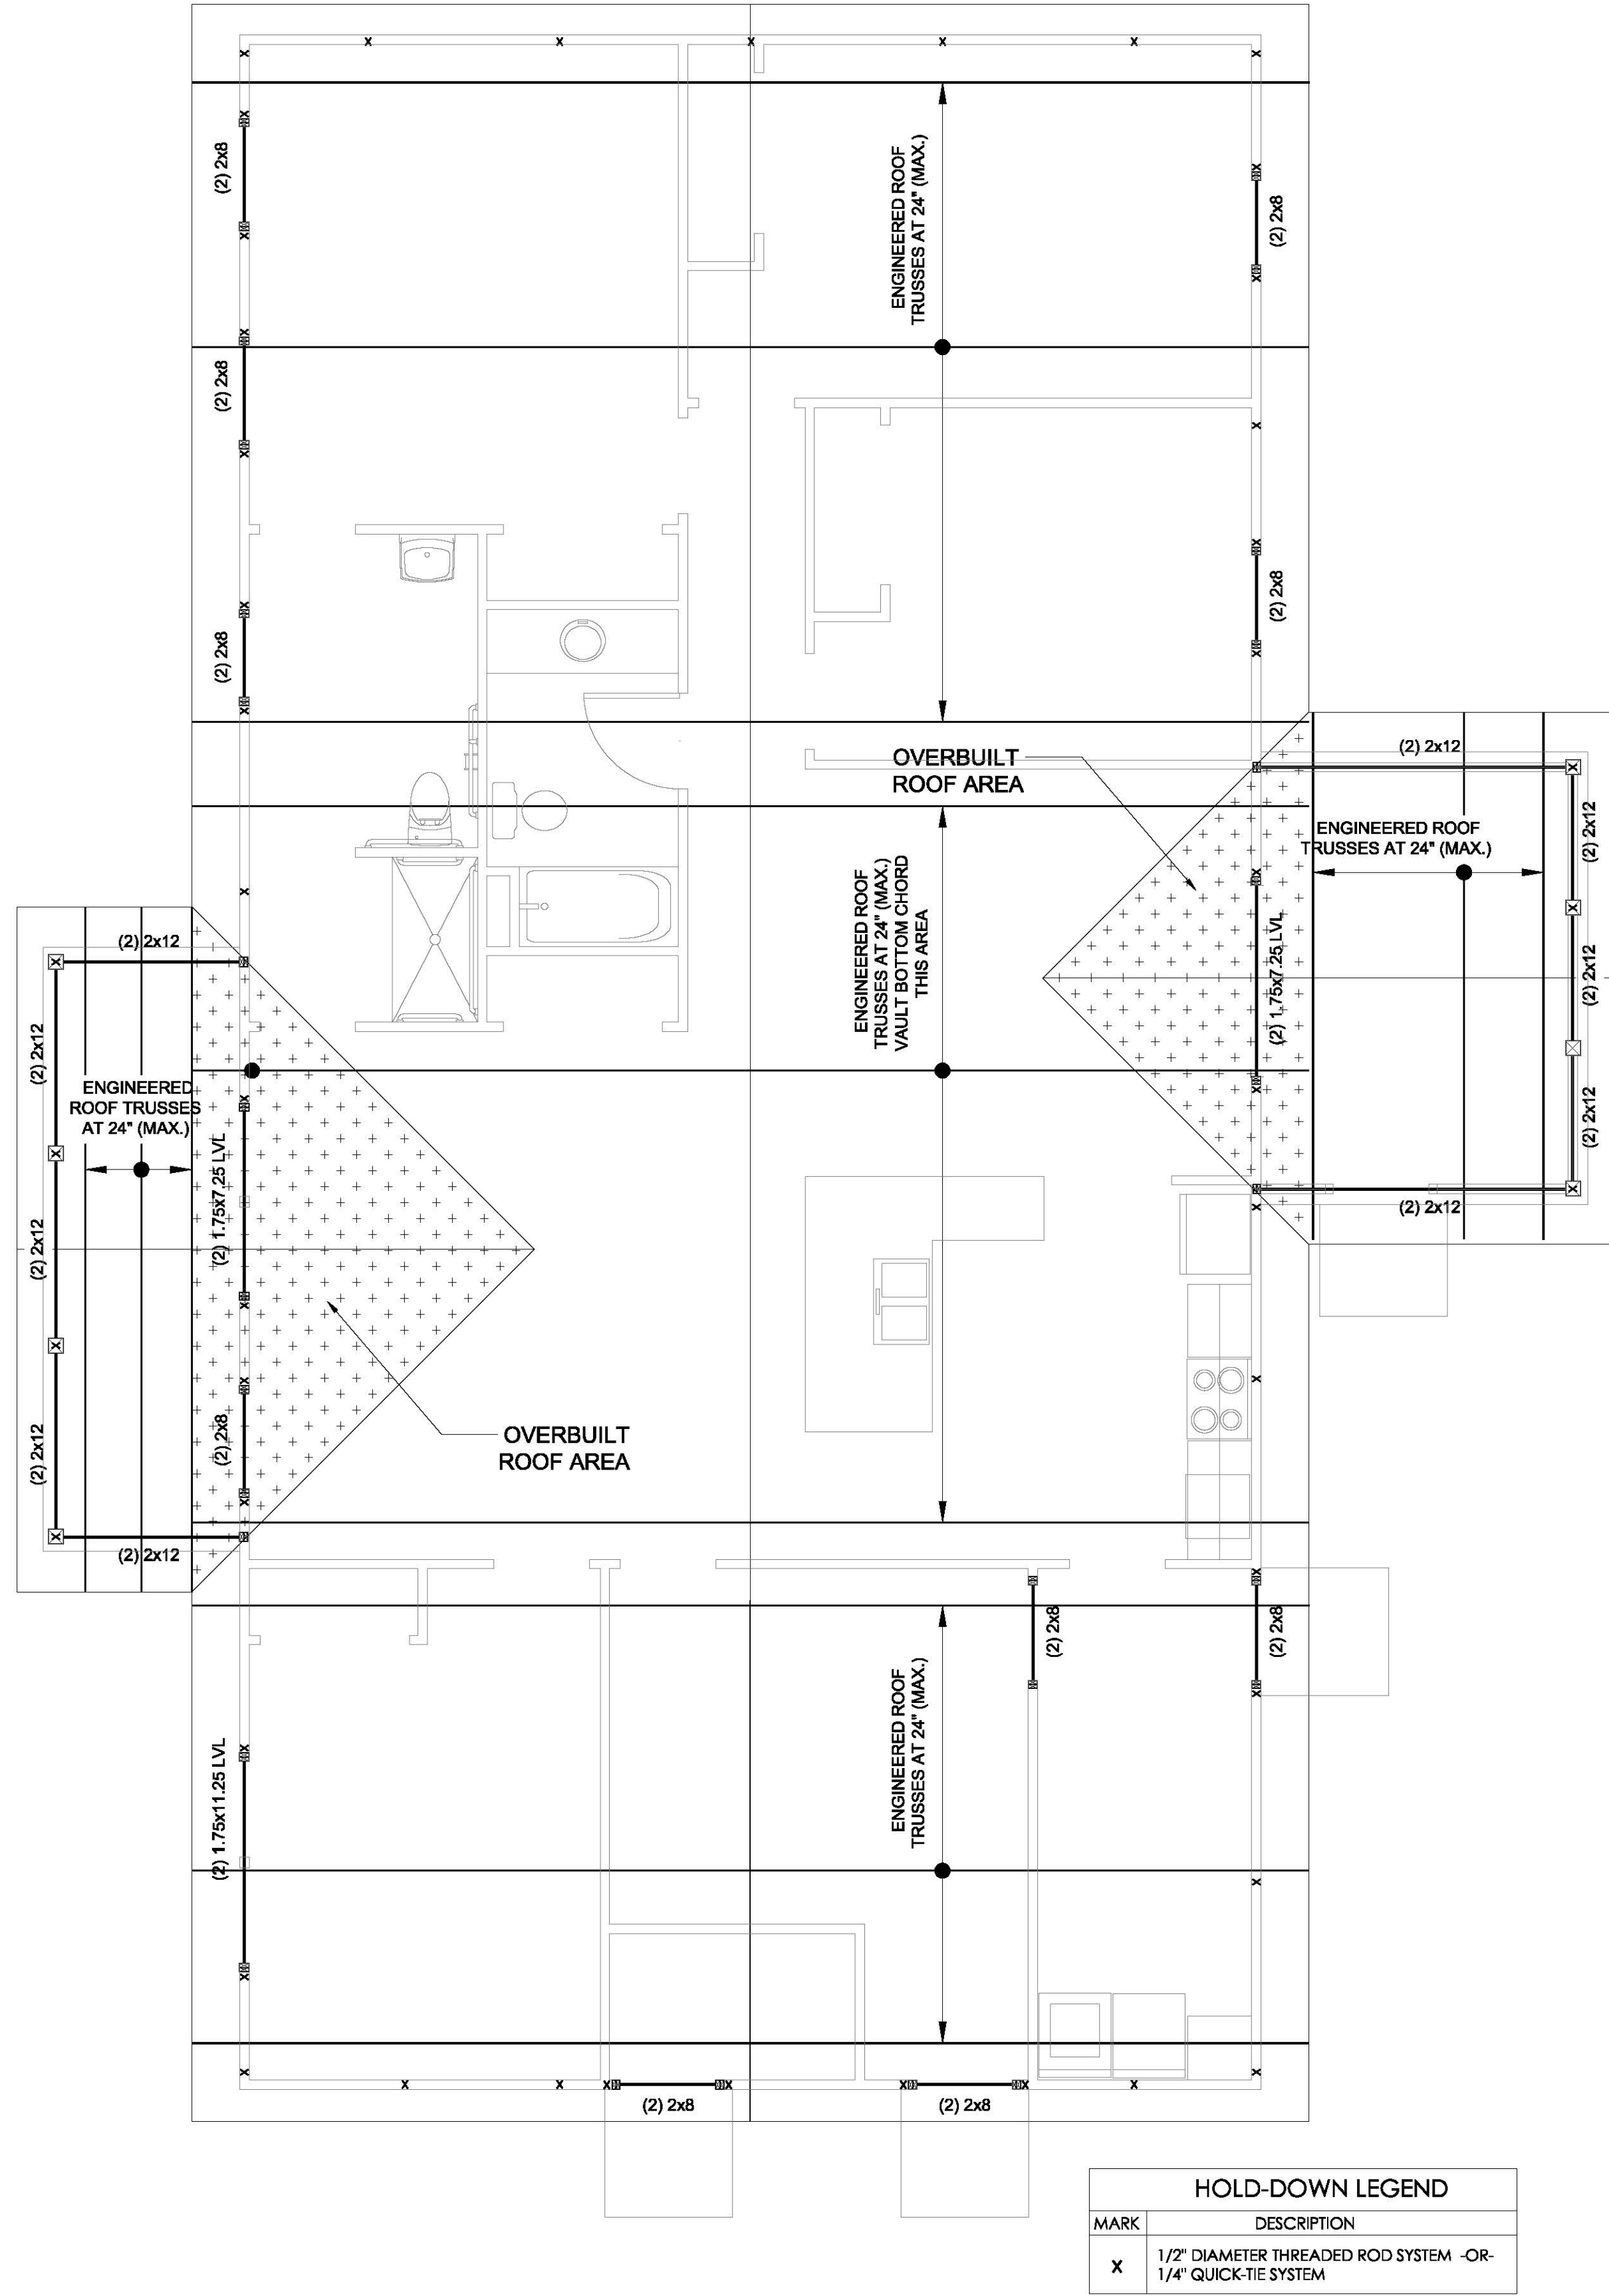 (2) 2x8
(2) 2x8
(2) 2x8
ENGINEERED ROOF
TRUSSES AT 24" (MAX.)
(2) 2x8
(2) 2x8
OVERBUILT
ROOF AREA
(2) 2x12
(2) 2x12
ENGINEERED ROOF
TRUSSES AT 24" (MAX.)
(2) 1.75x7.25 LVL
(2) 2x12
(2) 2x12
(2) 2x12
ENGINEERED ROOF
TRUSSES AT 24" (MAX.)
VAULT BOTTOM CHORD
THIS AREA
(2) 2x12
(2) 2x12
ENGINEERED
ROOF TRUSSES
AT 24" (MAX.)
(2) 1.75x7.25 LVL
(2) 2x12
(2) 2x12
(2) 2x8
(2) 2x12
OVERBUILT
ROOF AREA
(2) 2x8
(2) 2x8
ENGINEERED ROOF
TRUSSES AT 24" (MAX.)
(2) 1.75x11.25 LVL
(2) 2x8
(2) 2x8
HOLD-DOWN LEGEND
MARK
DESCRIPTION
X
1/2" DIAMETER THREADED ROD SYSTEM -OR-
1/4" QUICK-TIE SYSTEM